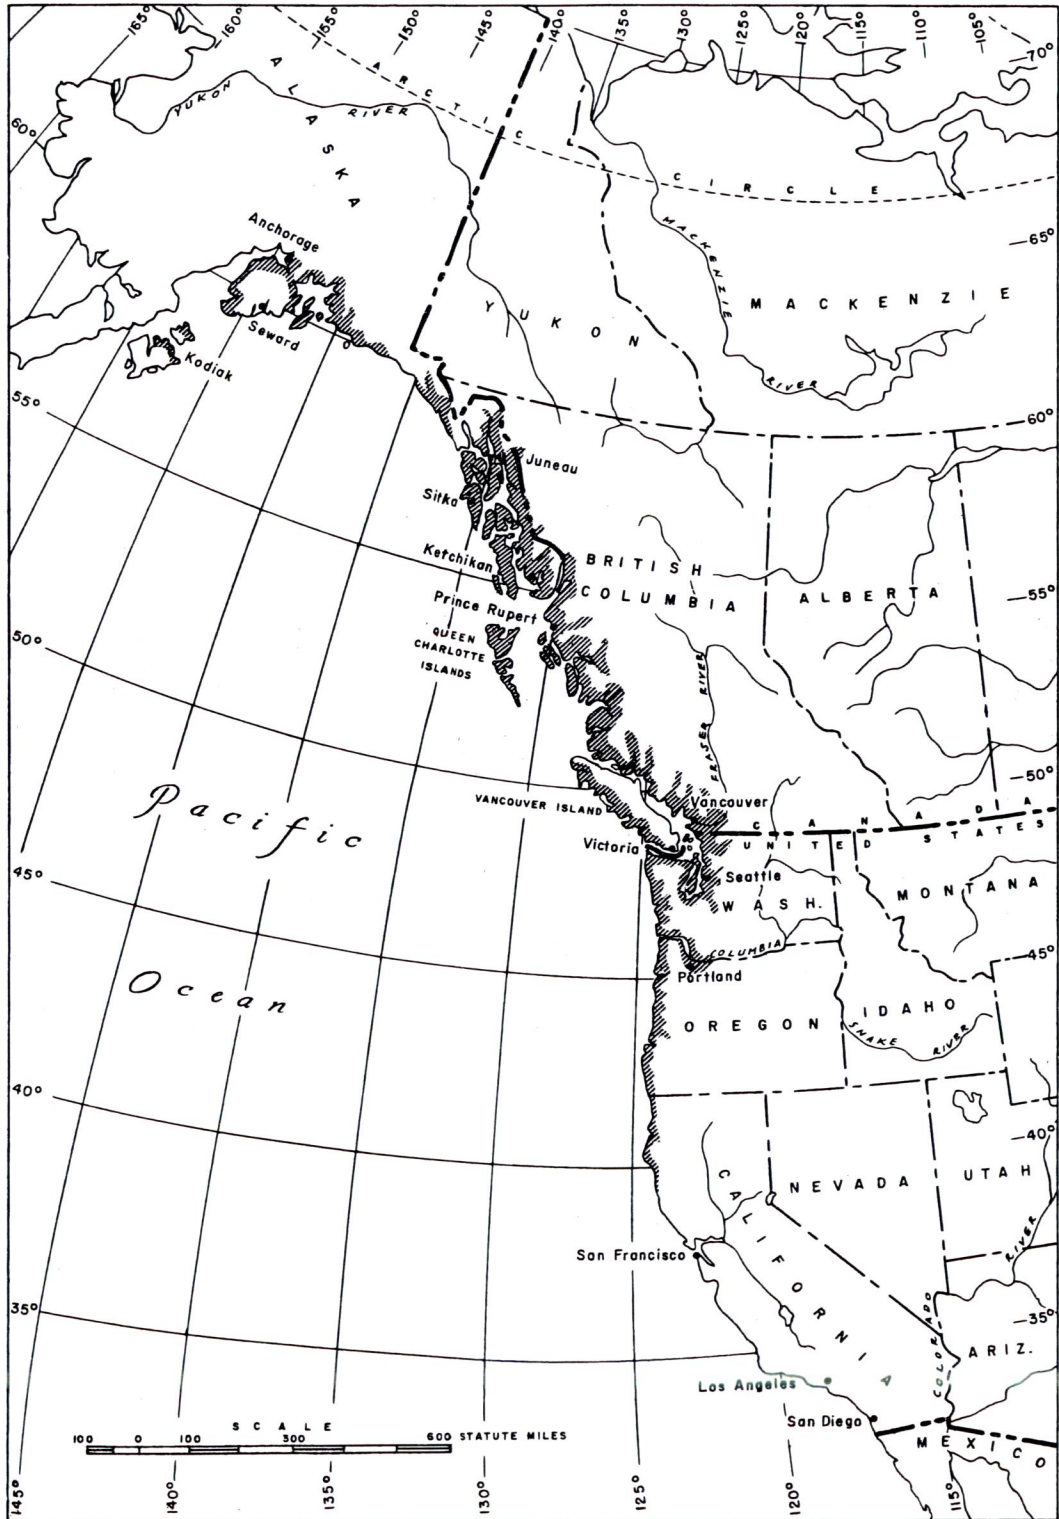 165°
160°
155°
150°
145°
140°
135°
130°
125°
120°
115°
110°
105°
70°
ARCTIC CIRCLE
YUKON RIVER
ALASKA
60°
65°
MACKENZIE RIVER
MACKENZIE
YUKON
Anchorage
Seward
Kodiak
55°
60°
Juneau
Sitka
Ketchikan
BRITISH
COLUMBIA
ALBERTA
55°
Prince Rupert
QUEEN
CHARLOTTE
ISLANDS
50°
FRASER RIVER
50°
Pacific
VANCOUVER ISLAND
Vancouver
CANADA
UNITED STATES
Victoria
Seattle
WASH.
MONTANA
45°
45°
COLUMBIA
Portland
Ocean
OREGON
IDAHO
SNAKE RIVER
40°
40°
CALIFORNIA
NEVADA
UTAH
San Francisco
RIVER
COLORADO
35°
35°
ARIZ.
Los Angeles
San Diego
MEXICO
SCALE
100 0 100 300 600 STATUTE MILES
145°
140°
135°
130°
125°
120°
115°